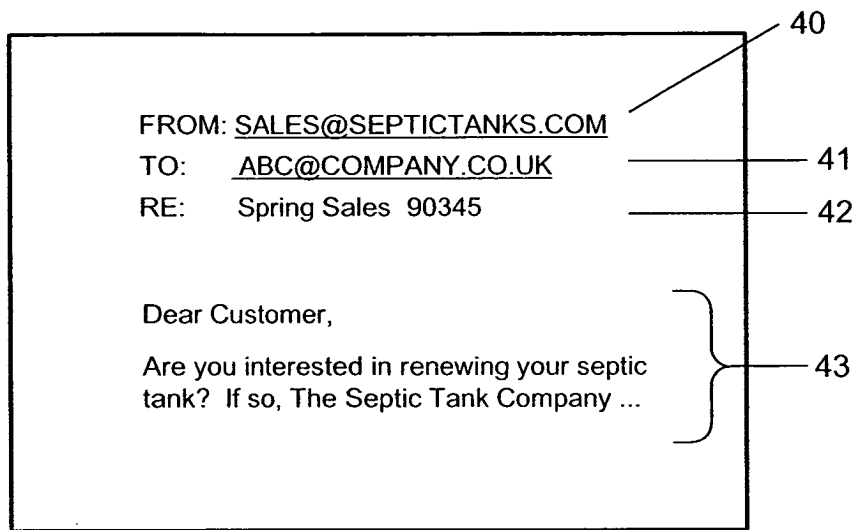 40
FROM: SALES@SEPTICTANKS.COM
TO: ABC@COMPANY.CO.UK
41
RE: Spring Sales 90345
42
Dear Customer,
Are you interested in renewing your septic
43
tank? If so, The Septic Tank Company ...